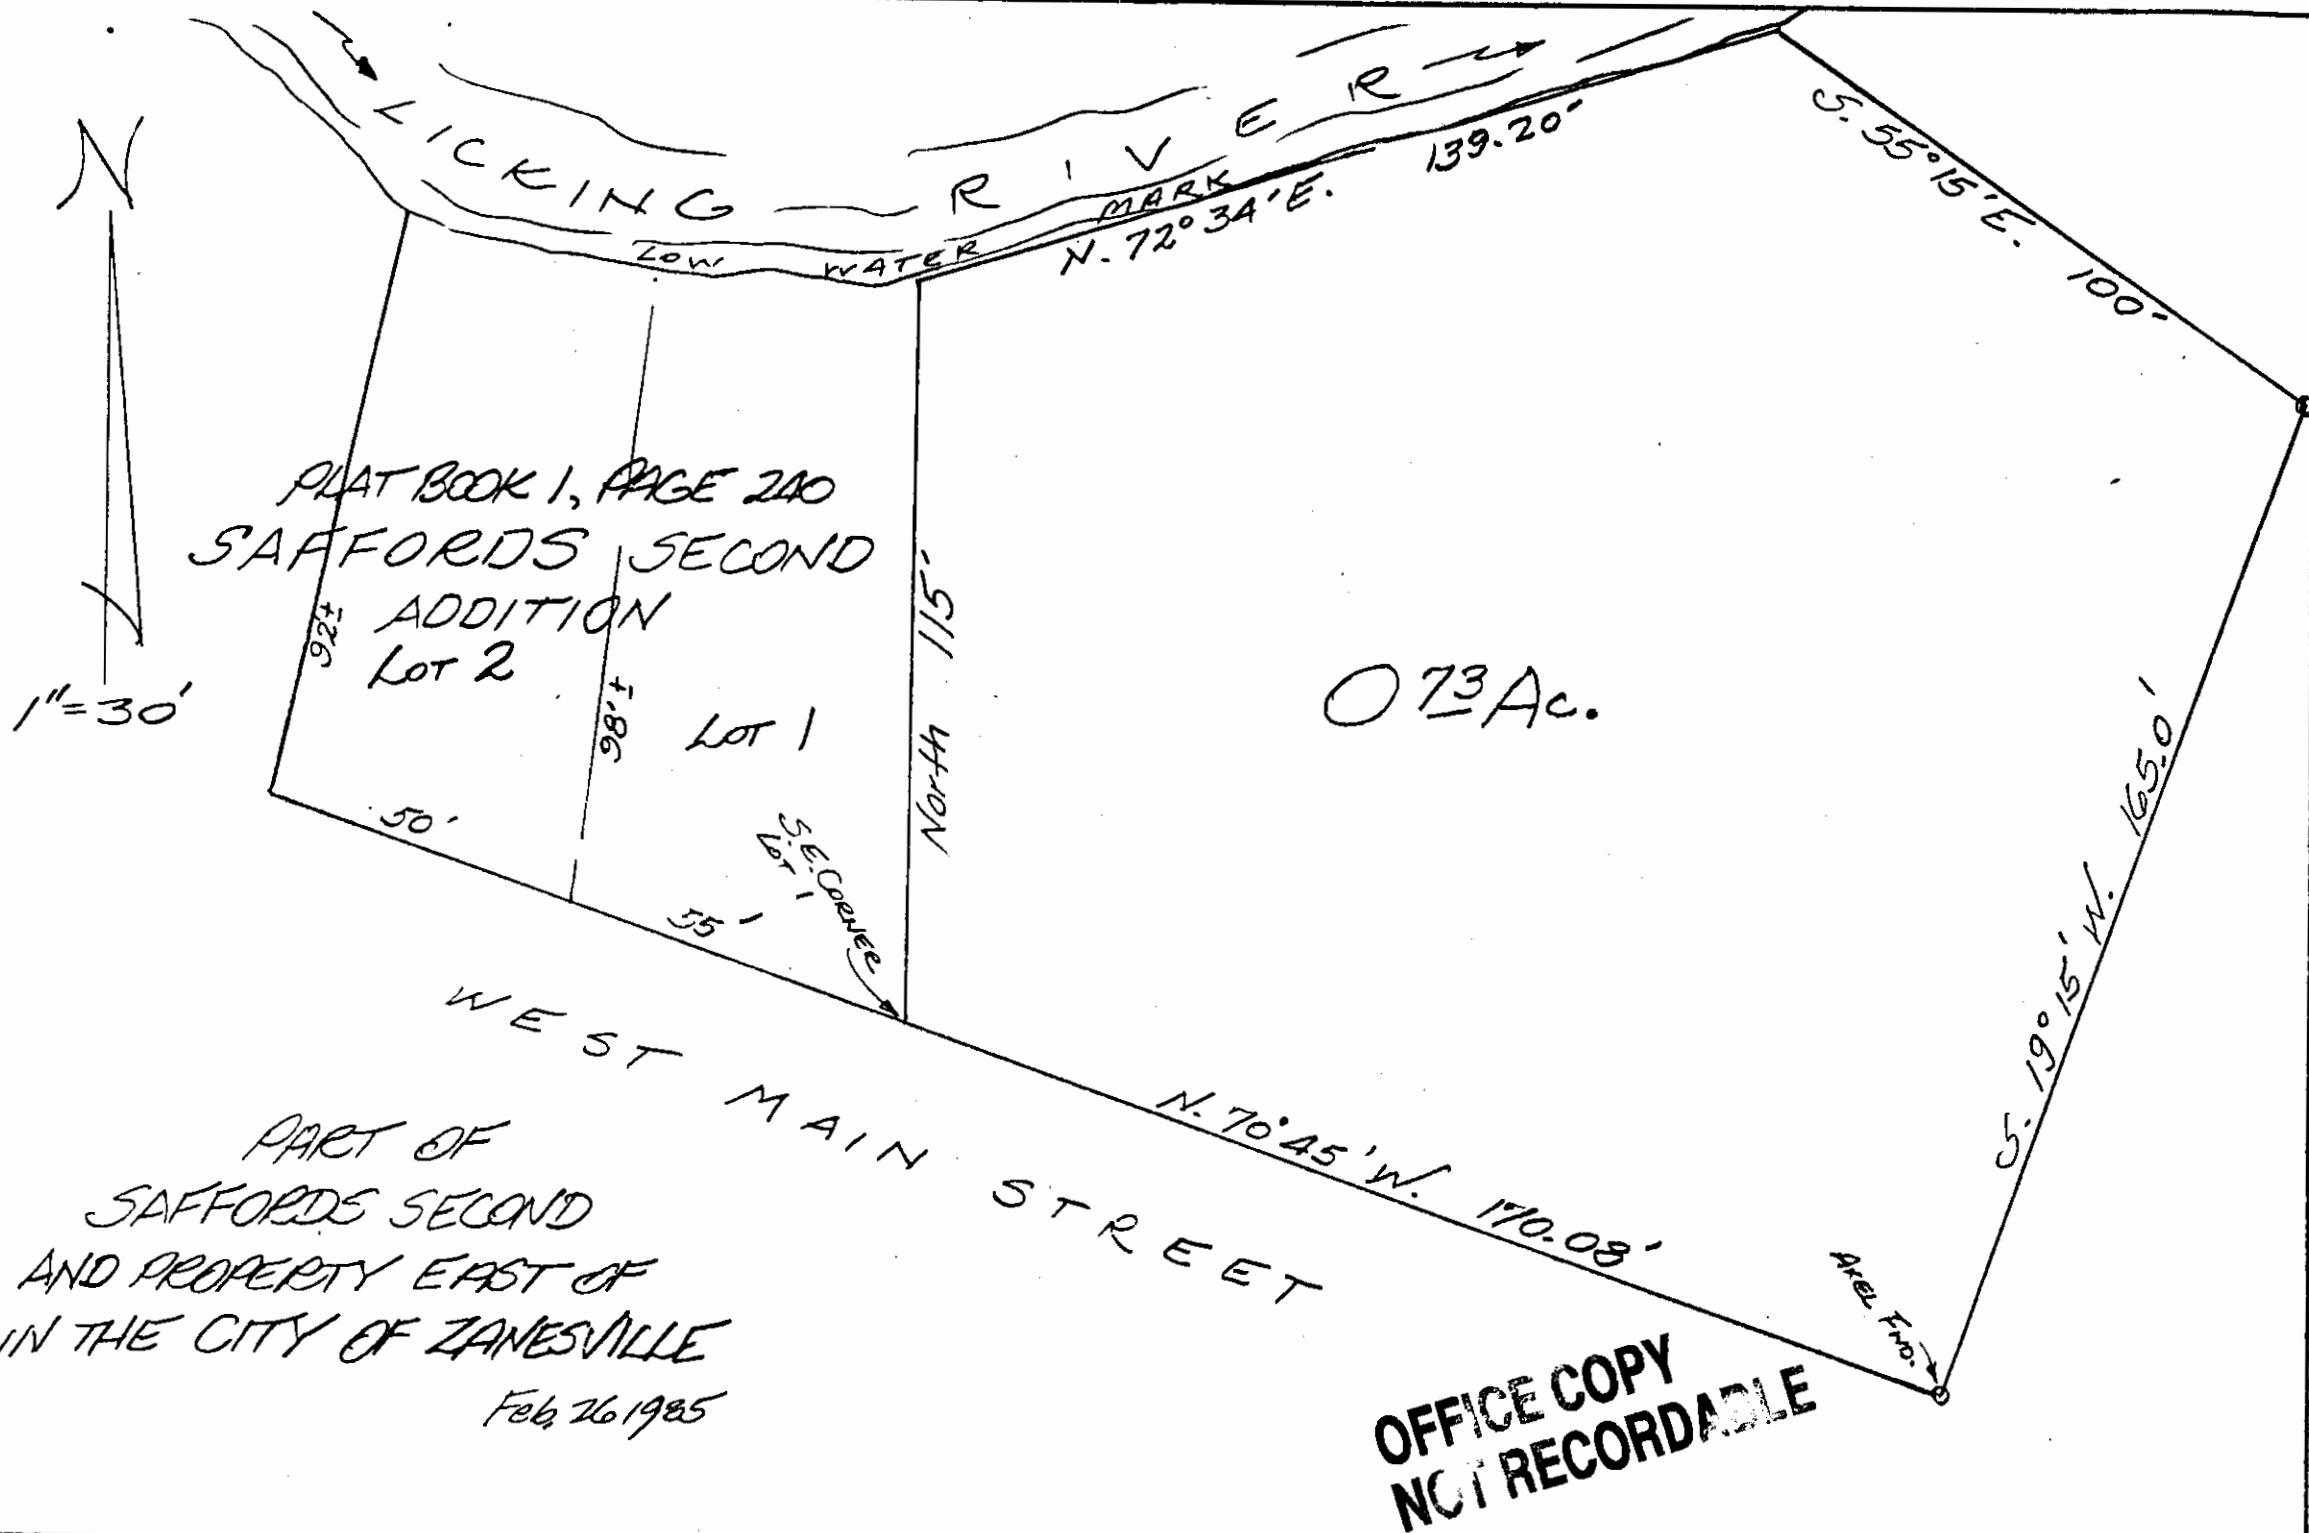 N
1"=30'
LICKING RIVER
LOW WATER MARK
N. 72° 34' E. 139.20'
S. 55° 15' E. 100'
PLAT BOOK 1, PAGE 240
SAFFORDS SECOND
ADDITION
LOT 2
92'±
98'±
LOT 1
North 115'
0.73 Ac.
S. 19° 15' W. 165.0'
50'
55'
S.E. CORNER
LOT 1
WEST MAIN STREET
N. 70° 45' W. 170.08'
AXEL FND.
PART OF
SAFFORDS SECOND
AND PROPERTY EAST OF
IN THE CITY OF ZANESVILLE
Feb. 26 1985
OFFICE COPY
NOT RECORDABLE